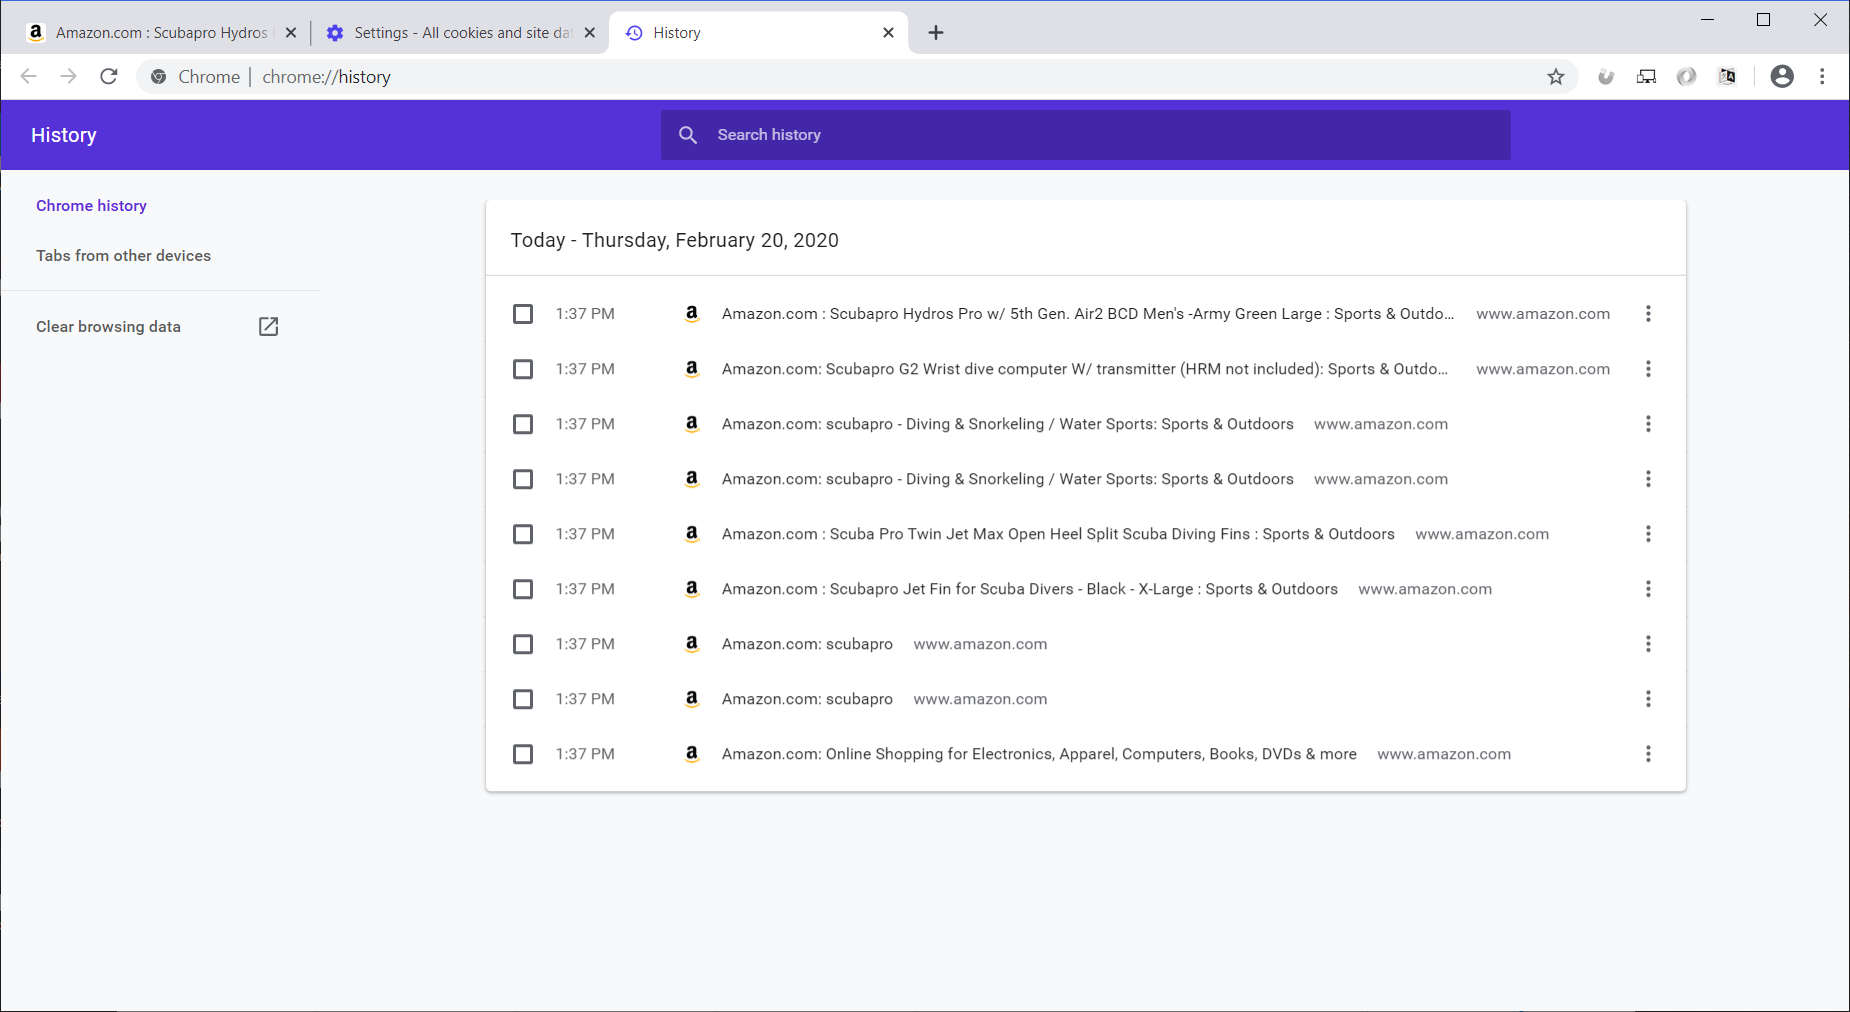 Amazon.com : Scubapro Hydros
Settings - All cookies and site dat
History
Chrome | chrome://history
History
Search history
Chrome history
Tabs from other devices
Clear browsing data
Today - Thursday, February 20, 2020
1:37 PM a Amazon.com : Scubapro Hydros Pro w/ 5th Gen. Air2 BCD Men's -Army Green Large : Sports & Outdo... www.amazon.com
1:37 PM a Amazon.com: Scubapro G2 Wrist dive computer W/ transmitter (HRM not included): Sports & Outdo... www.amazon.com
1:37 PM a Amazon.com: scubapro - Diving & Snorkeling / Water Sports: Sports & Outdoors www.amazon.com
1:37 PM a Amazon.com: scubapro - Diving & Snorkeling / Water Sports: Sports & Outdoors www.amazon.com
1:37 PM a Amazon.com : Scuba Pro Twin Jet Max Open Heel Split Scuba Diving Fins : Sports & Outdoors www.amazon.com
1:37 PM a Amazon.com : Scubapro Jet Fin for Scuba Divers - Black - X-Large : Sports & Outdoors www.amazon.com
1:37 PM a Amazon.com: scubapro www.amazon.com
1:37 PM a Amazon.com: scubapro www.amazon.com
1:37 PM a Amazon.com: Online Shopping for Electronics, Apparel, Computers, Books, DVDs & more www.amazon.com